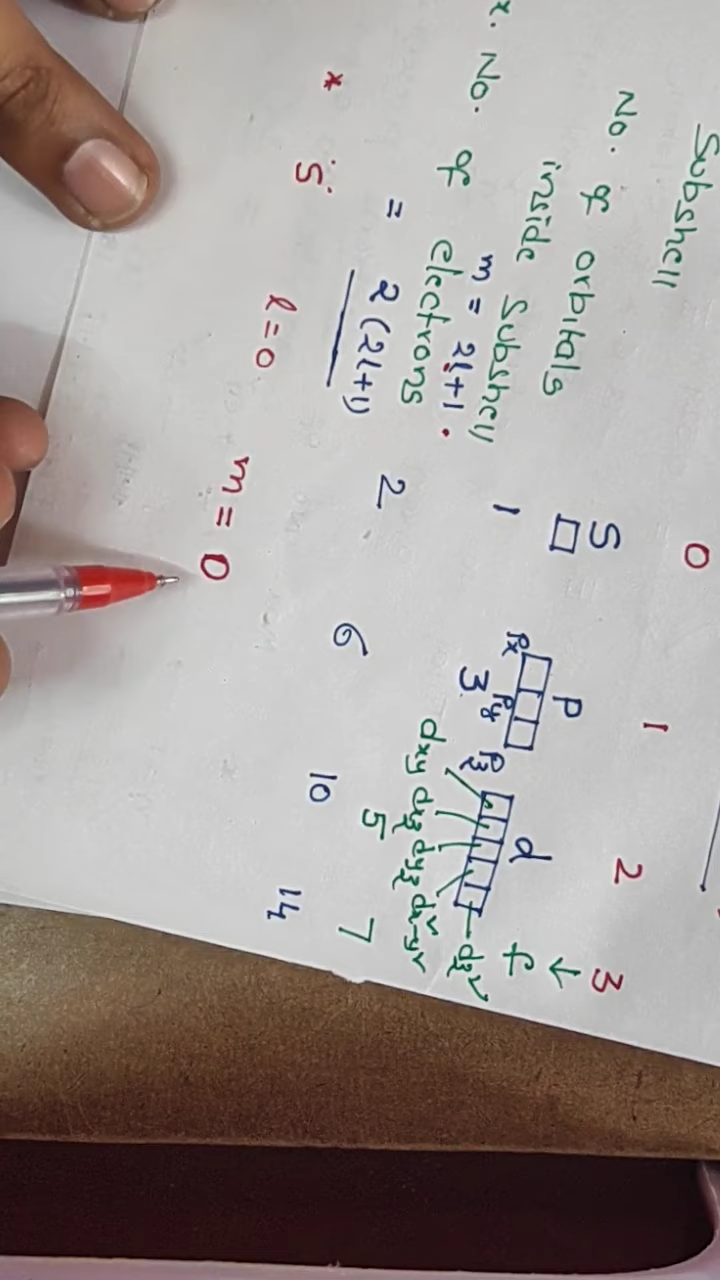 0 1 2 3
Subshell S P d ↓ f
No. of orbitals
inside Subshell 1 3 5 7
Px Py Pz
dxy dxz dyz dx²-y² dz²
m = 2l+1.
x. No. of electrons
= 2(2l+1) 2 6 10 14
* 's' l=0 m=0